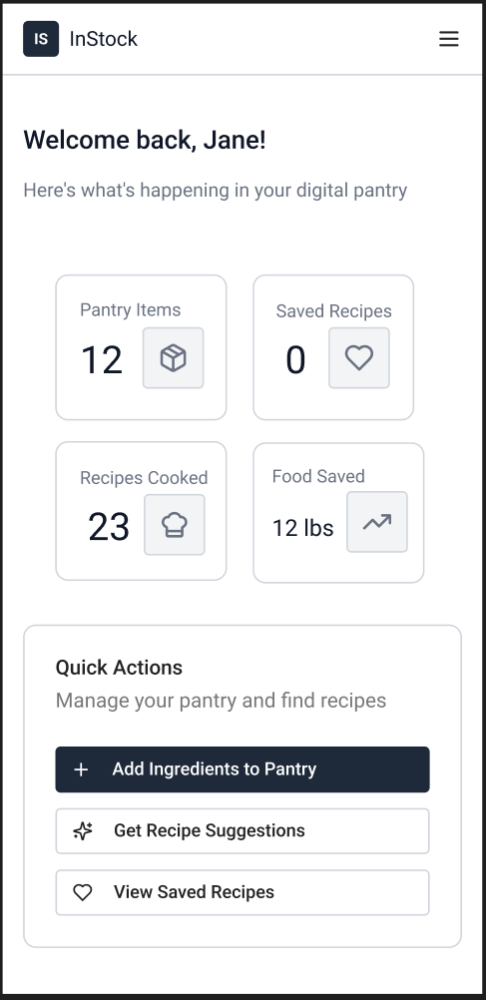 IS InStock
Welcome back, Jane!
Here's what's happening in your digital pantry
Pantry Items
12
Saved Recipes
0
Recipes Cooked
23
Food Saved
12 lbs
Quick Actions
Manage your pantry and find recipes
Add Ingredients to Pantry
Get Recipe Suggestions
View Saved Recipes